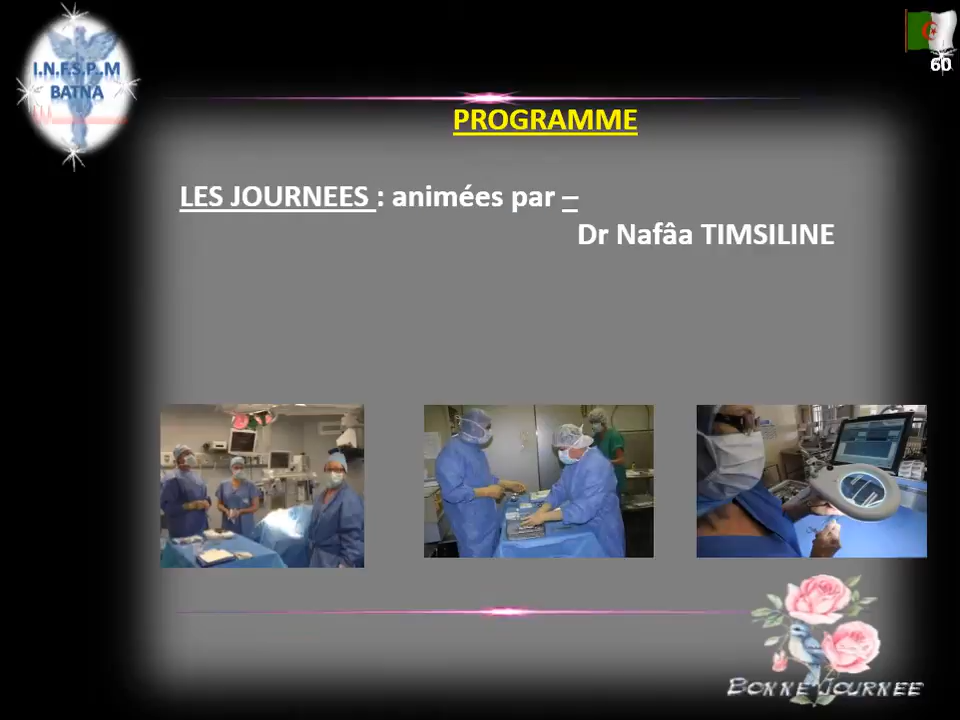 I.N.F.S.P..M
BATNA
60
PROGRAMME
LES JOURNEES : animées par –
Dr Nafâa TIMSILINE
BONNE JOURNEE